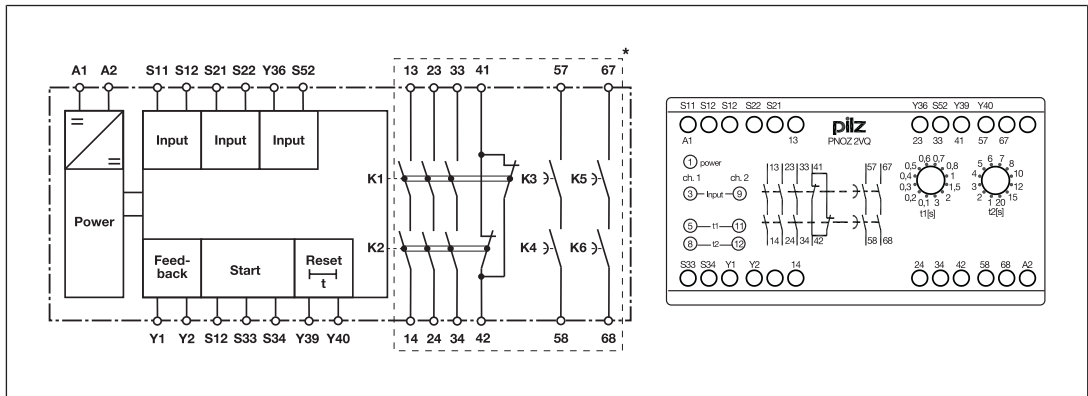 *
A1 A2 S11 S12 S21 S22 Y36 S52 13 23 33 41 57 67
Input Input Input
Power
K1 K3 K5
K2 K4 K6
Feed-
back
Start
Reset
t
Y1 Y2 S12 S33 S34 Y39 Y40 14 24 34 42 58 68
S11 S12 S12 S22 S21 Y36 S52 Y39 Y40
A1 13 23 33 41 57 67
pilz
PNOZ 2VQ
1 power
ch. 1 ch. 2
3 Input 9
5 t1 11
8 t2 12
13 23 33 41 57 67
14 24 34 42 58 68
0,6 0,7
0,5 0,8
0,4 1
0,3 1,5
0,2 2
0,1 3
t1[s]
6 7
5 8
4 10
3 12
2 15
1 20
t2[s]
S33 S34 Y1 Y2 14 24 34 42 58 68 A2